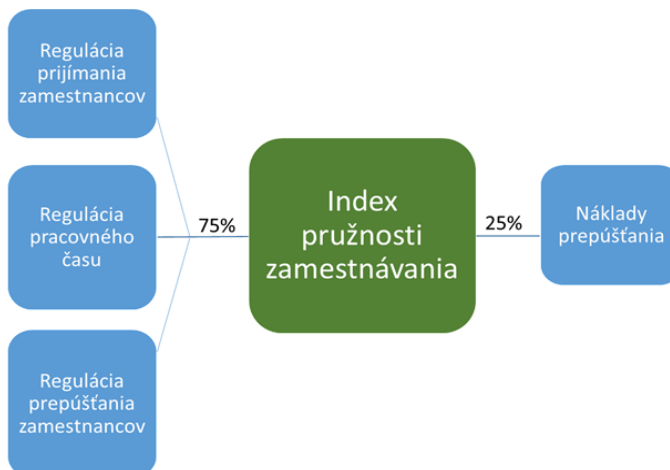 Regulácia
prijímania
zamestnancov
Regulácia
pracovného
času
Regulácia
prepúšťania
zamestnancov
75%
Index
pružnosti
zamestnávania
25%
Náklady
prepúšťania